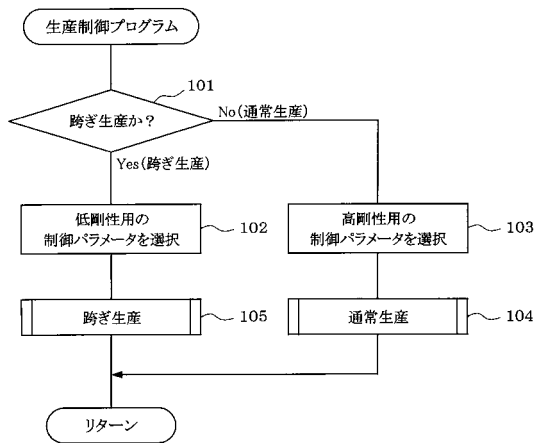 生産制御プログラム
101
跨ぎ生産か？
No(通常生産)
Yes(跨ぎ生産)
低剛性用の
制御パラメータを選択
102
高剛性用の
制御パラメータを選択
103
跨ぎ生産
105
通常生産
104
リターン